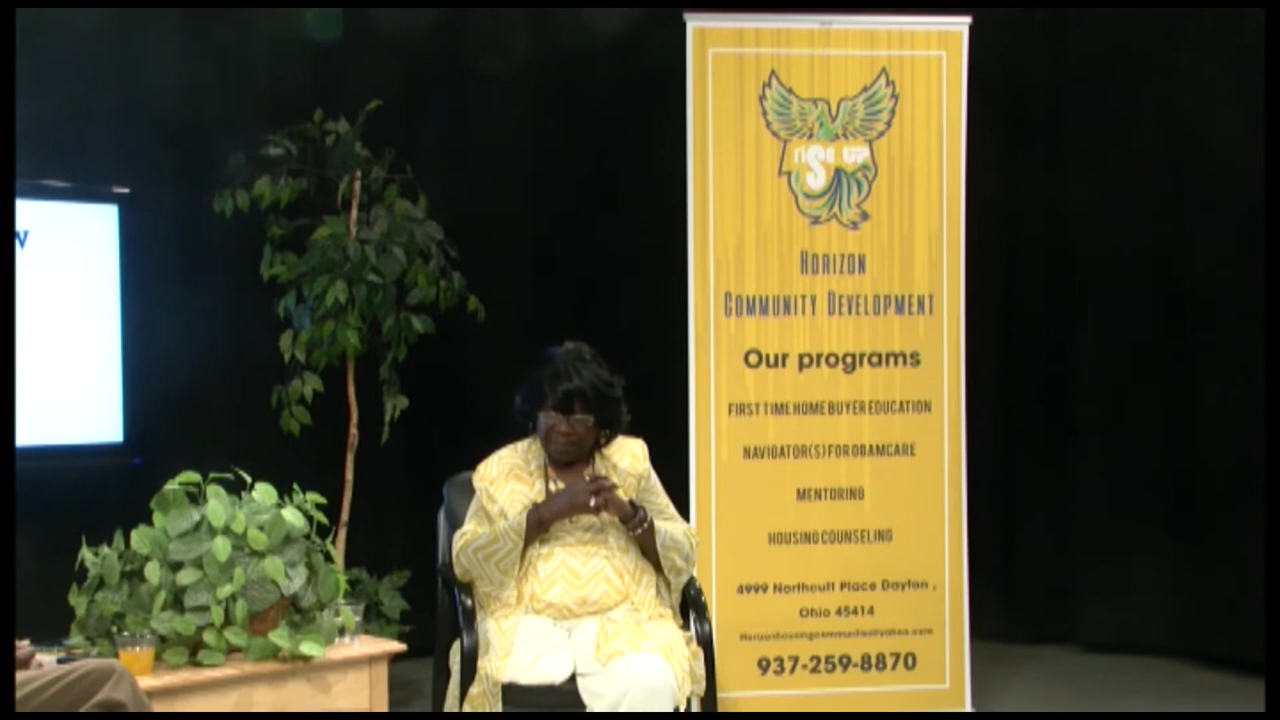 W
rise UP
HORIZON
COMMUNITY DEVELOPMENT
Our programs
FIRST TIME HOME BUYER EDUCATION
NAVIGATOR(S) FOR OBAMCARE
MENTORING
HOUSING COUNSELING
4999 Northcutt Place Dayton ,
Ohio 45414
937-259-8870